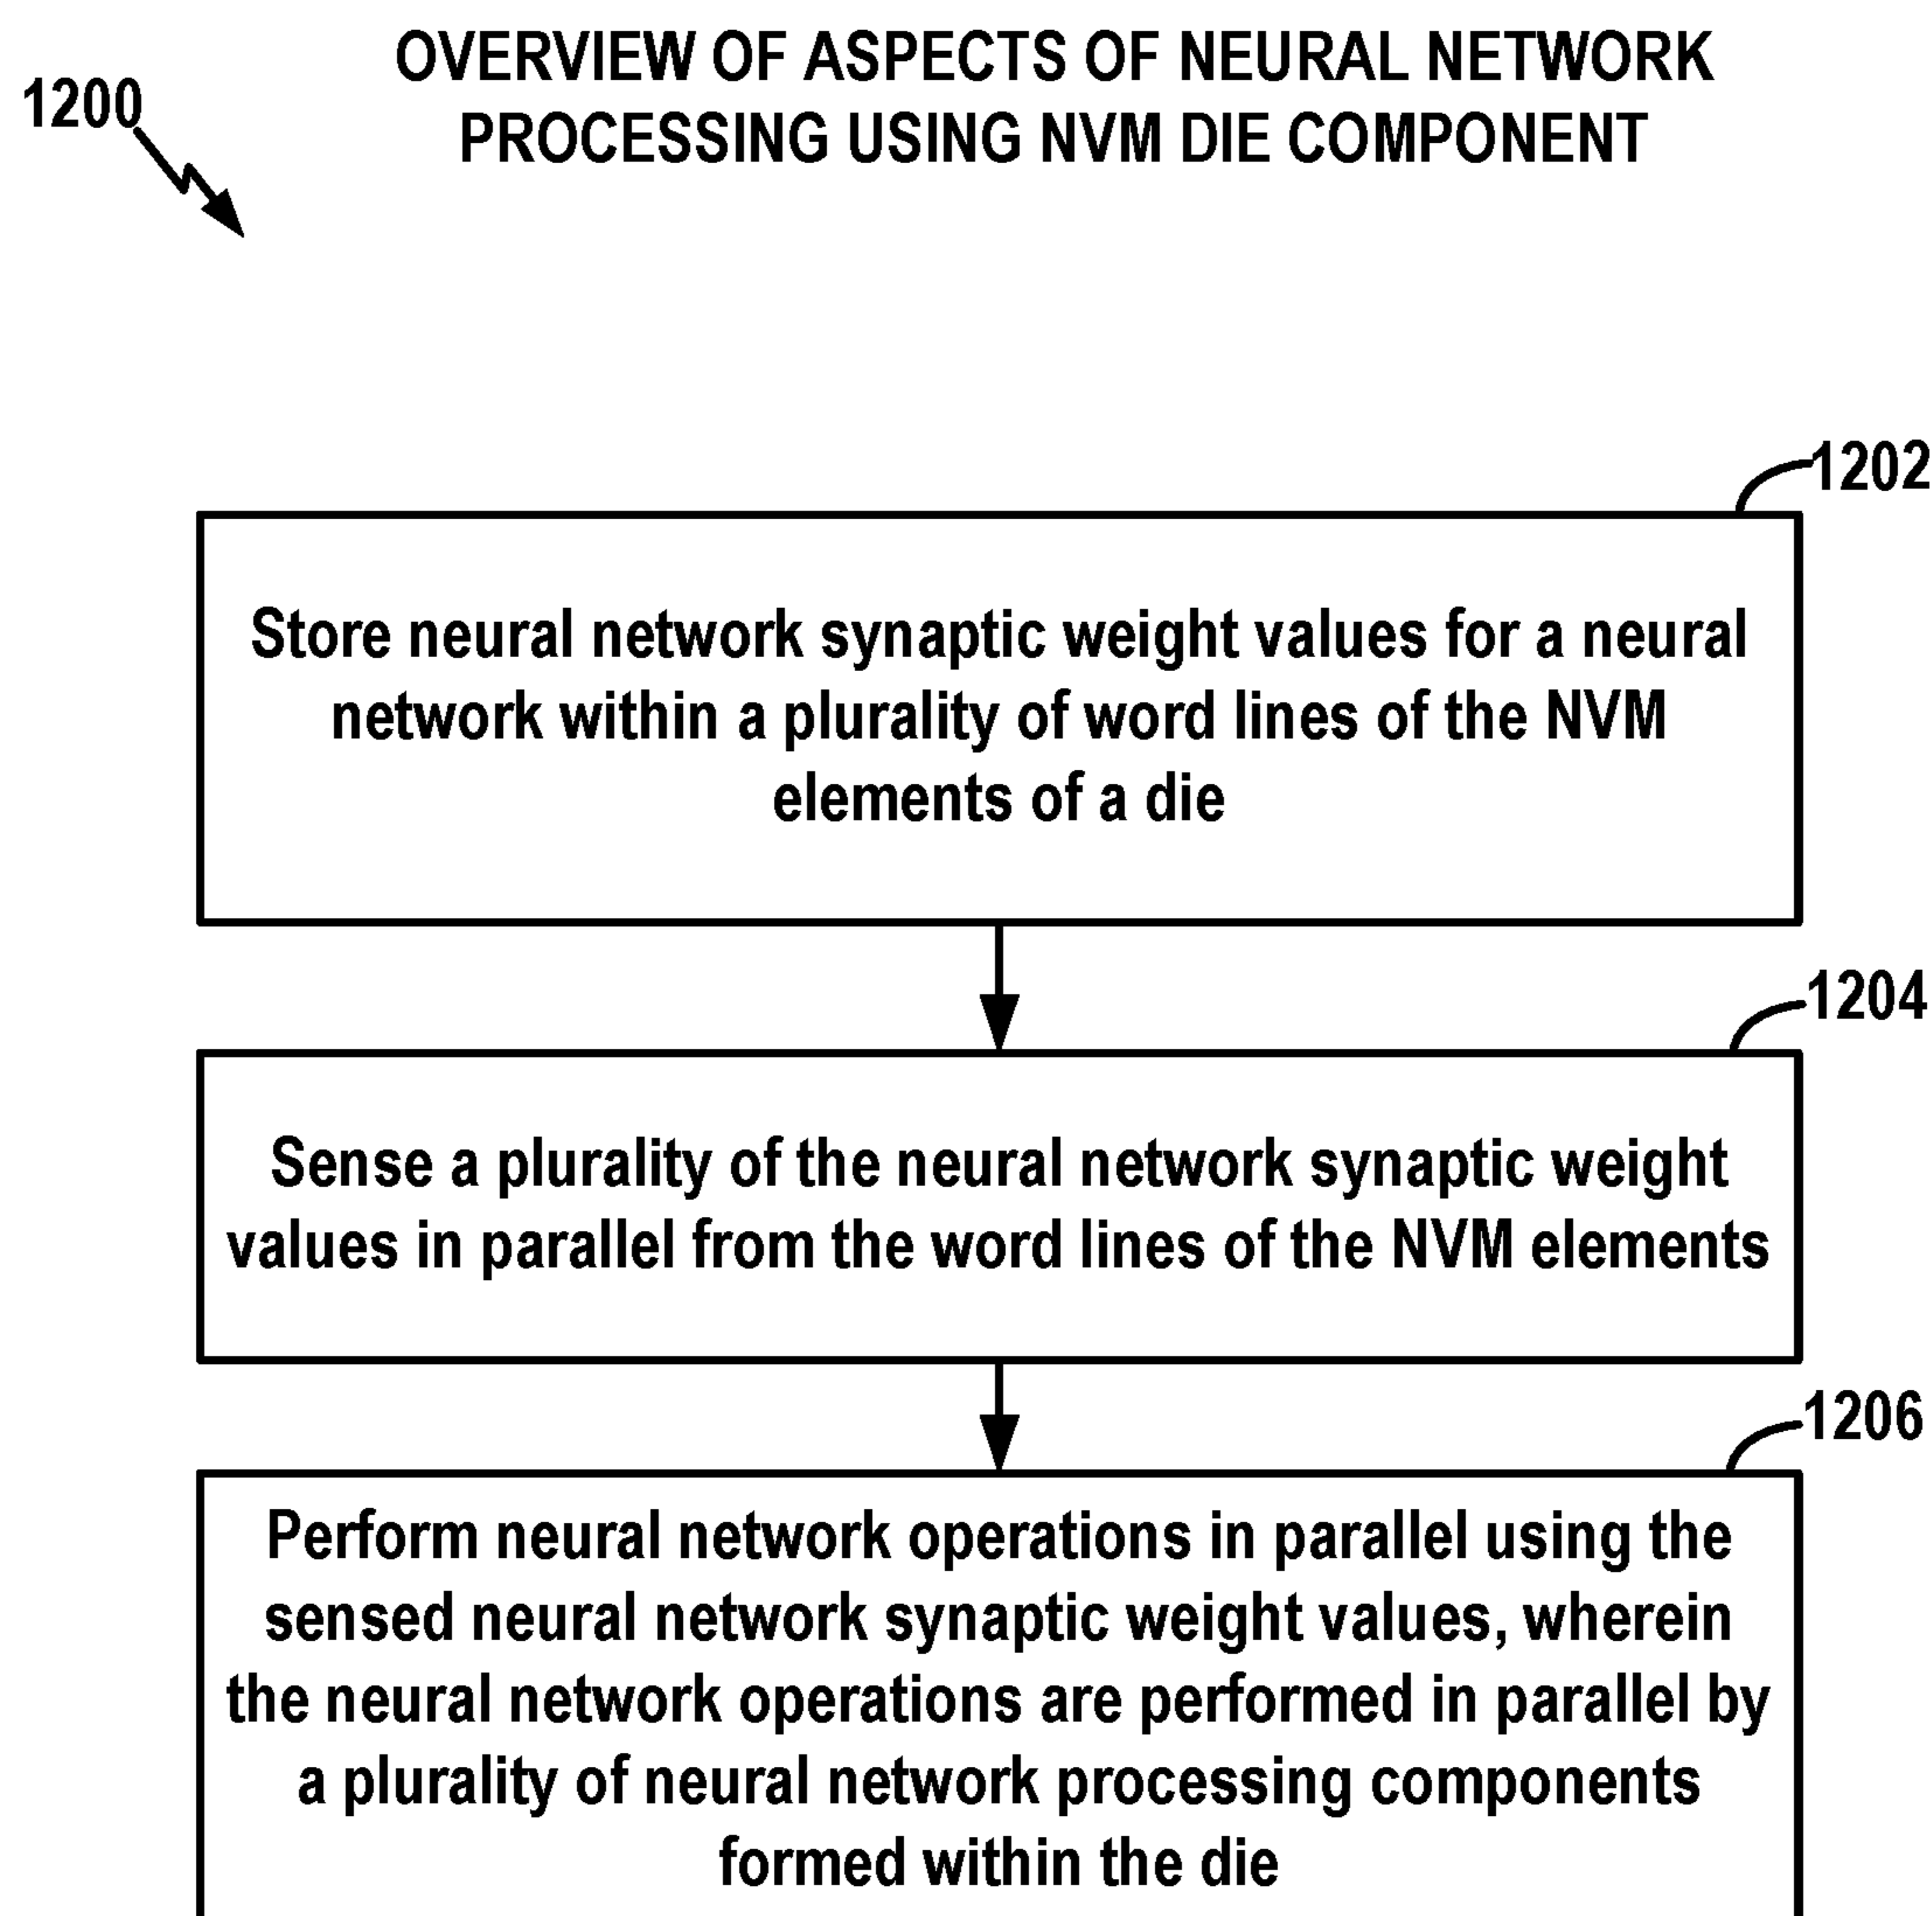 OVERVIEW OF ASPECTS OF NEURAL NETWORK
PROCESSING USING NVM DIE COMPONENT
1200
1202
Store neural network synaptic weight values for a neural
network within a plurality of word lines of the NVM
elements of a die
1204
Sense a plurality of the neural network synaptic weight
values in parallel from the word lines of the NVM elements
1206
Perform neural network operations in parallel using the
sensed neural network synaptic weight values, wherein
the neural network operations are performed in parallel by
a plurality of neural network processing components
formed within the die